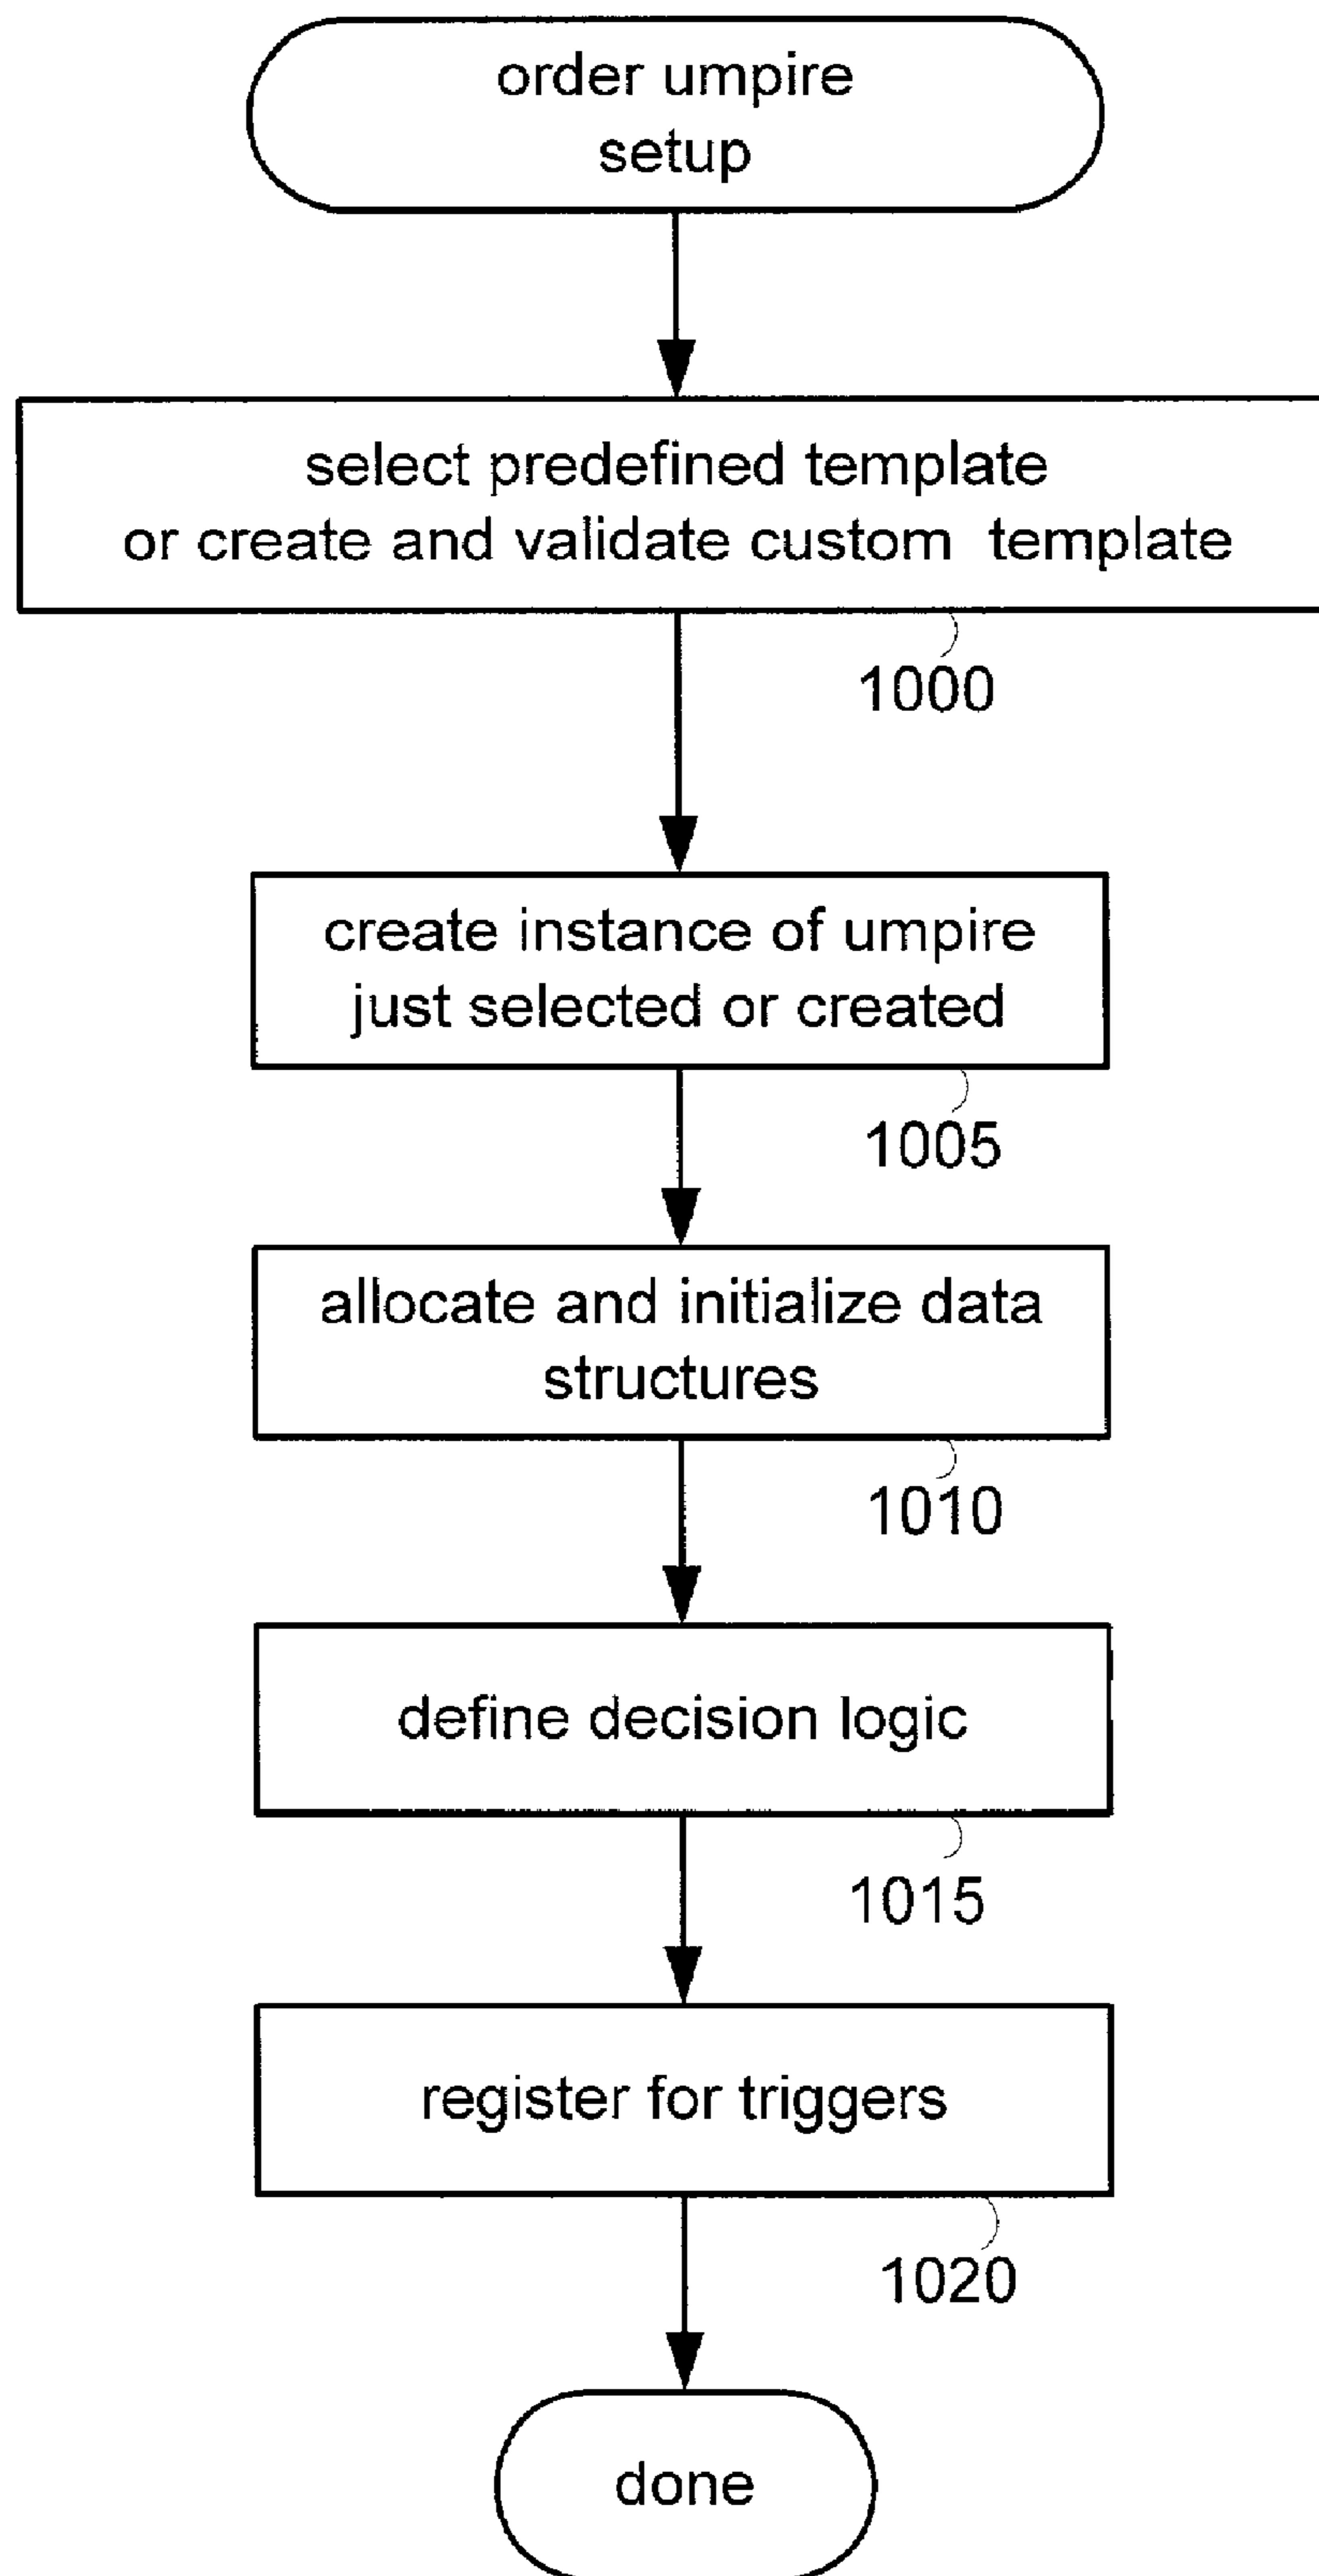 order umpire
setup
select predefined template
or create and validate custom template
1000
create instance of umpire
just selected or created
1005
allocate and initialize data
structures
1010
define decision logic
1015
register for triggers
1020
done